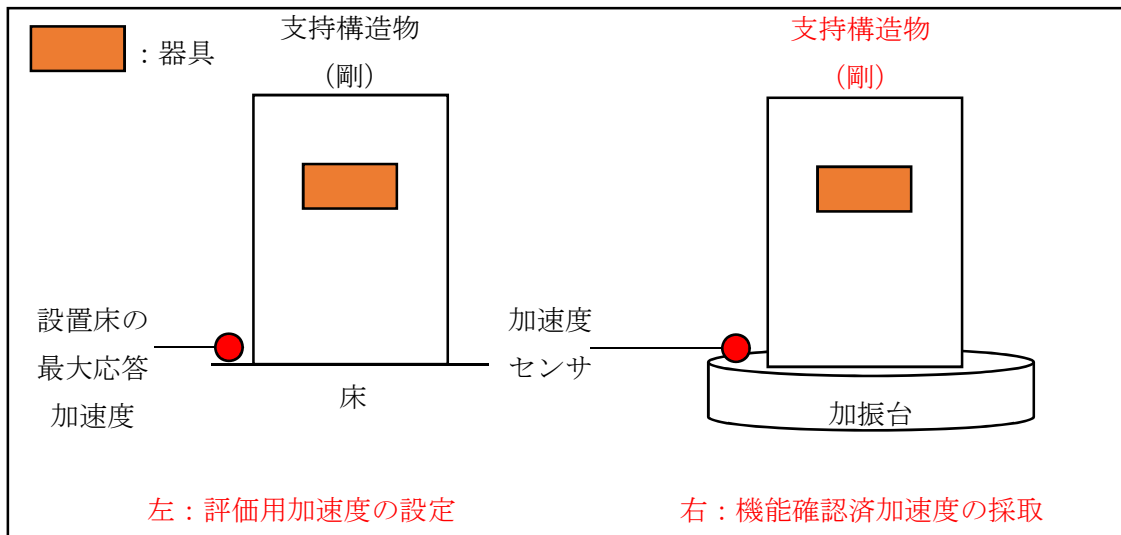 ：器具
支持構造物
（剛）
支持構造物
（剛）
設置床の
最大応答
加速度
床
加速度
センサ
加振台
左：評価用加速度の設定
右：機能確認済加速度の採取